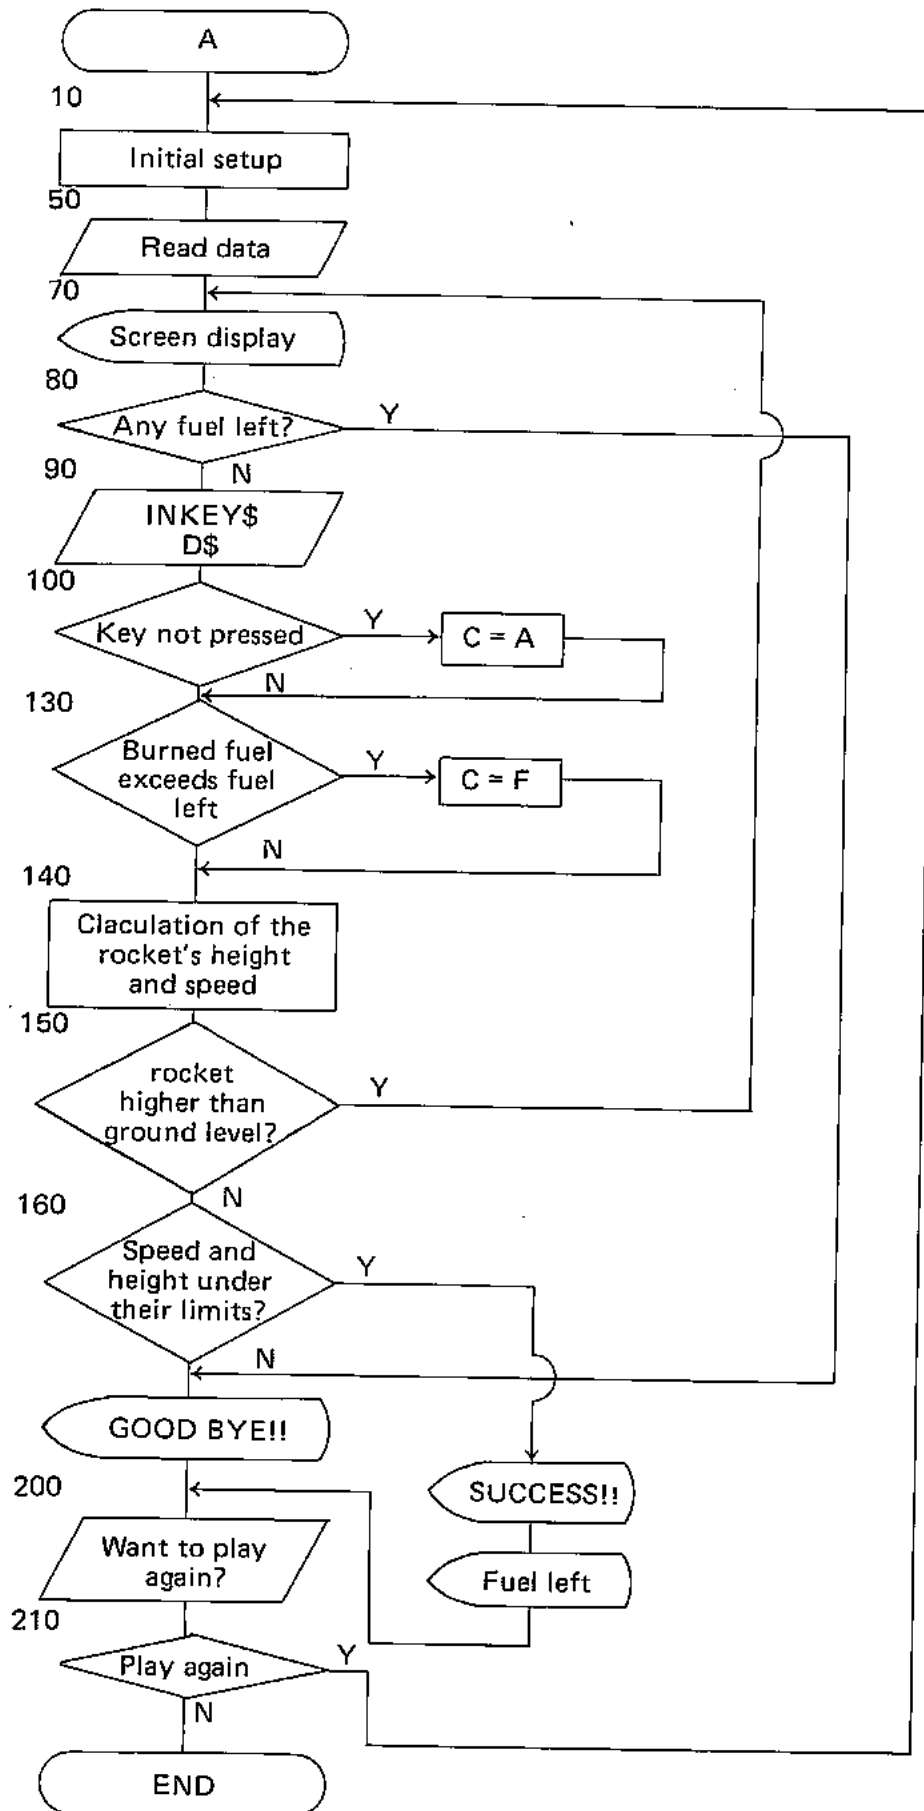 A
10
Initial setup
50
Read data
70
Screen display
80
Any fuel left?
Y
90
N
INKEY$
D$
100
Key not pressed
Y
C = A
N
130
Burned fuel
exceeds fuel
left
Y
C = F
N
140
Claculation of the
rocket's height
and speed
150
rocket
higher than
ground level?
Y
160
N
Speed and
height under
their limits?
Y
N
GOOD BYE!!
200
SUCCESS!!
Want to play
again?
Fuel left
210
Play again
Y
N
END